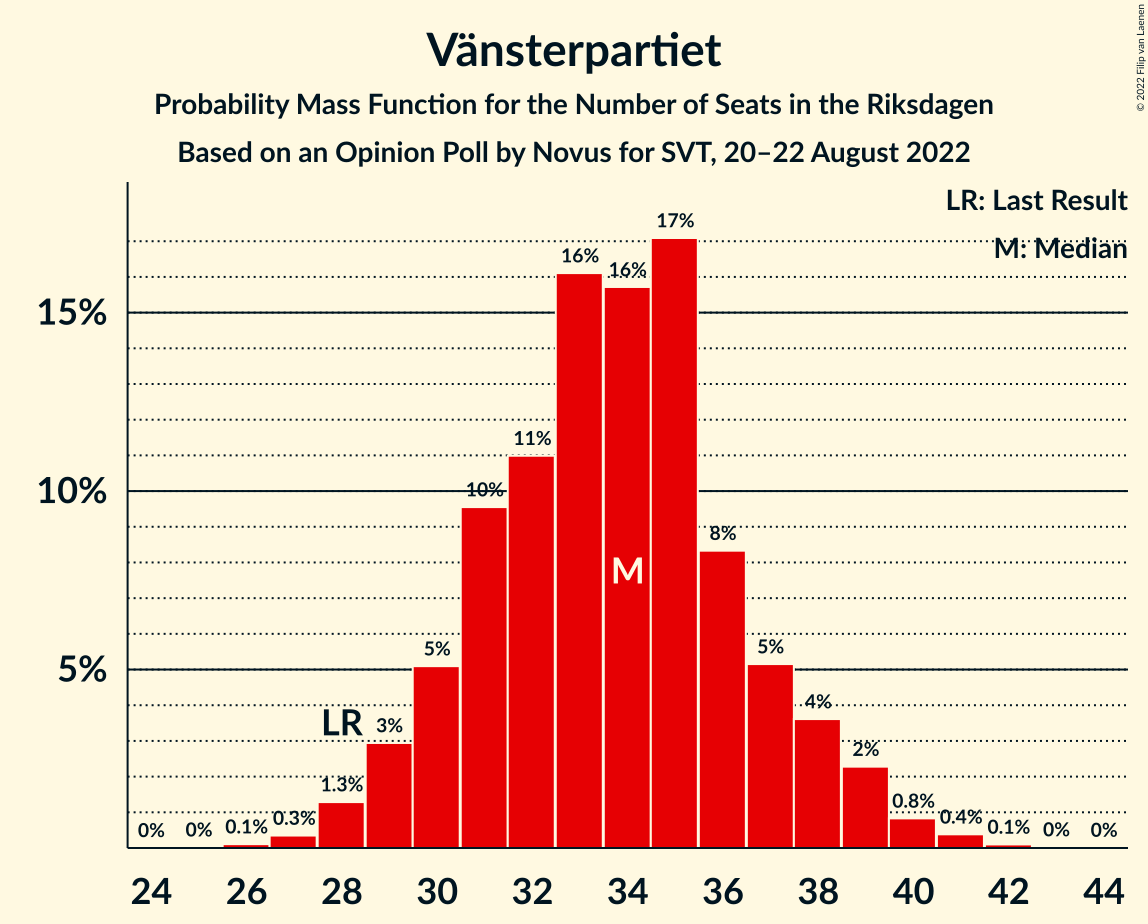 Vänsterpartiet
Probability Mass Function for the Number of Seats in the Riksdagen
Based on an Opinion Poll by Novus for SVT, 20–22 August 2022
© 2022 Filip van Laenen
LR: Last Result
M: Median
15%
10%
5%
0%
0%
0.1%
0.3%
1.3%
LR
3%
5%
10%
11%
16%
16%
M
17%
8%
5%
4%
2%
0.8%
0.4%
0.1%
0%
0%
24 26 28 30 32 34 36 38 40 42 44